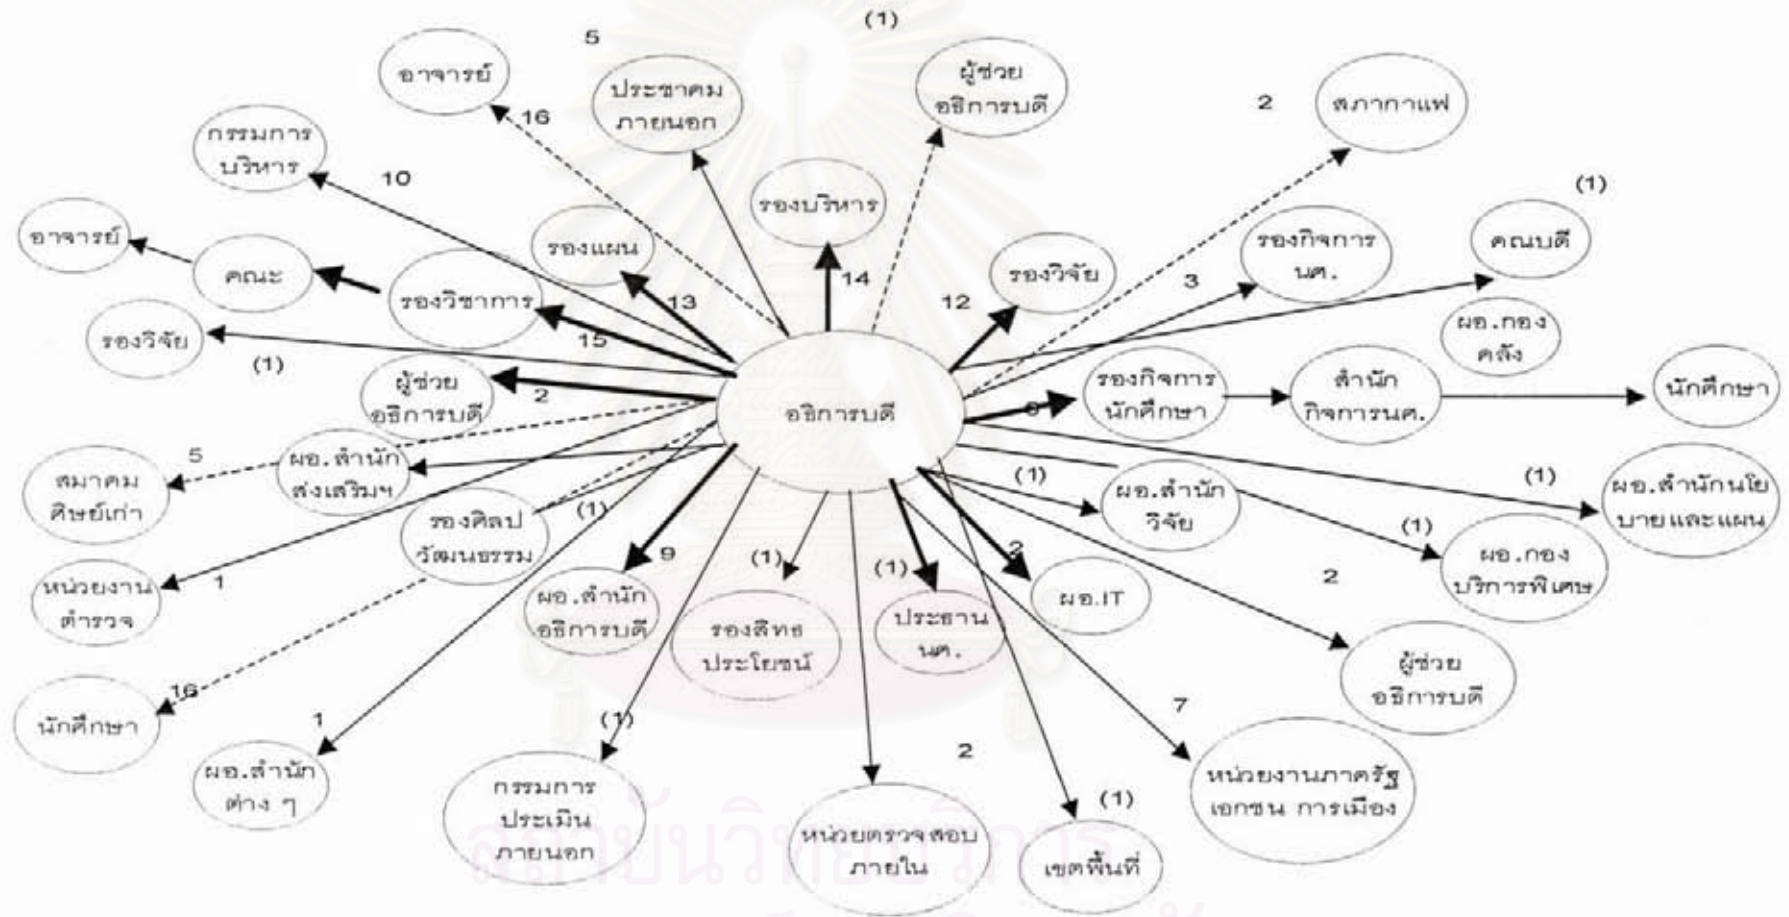 (1)
5
อาจารย์
ประชาคม
ภายนอก
ผู้ช่วย
อธิการบดี
2
สภากาแฟ
16
กรรมการ
บริหาร
10
รองบริหาร
(1)
อาจารย์
คณะ
รองแผน
รองวิจัย
รองกิจการ
นศ.
คณบดี
รองวิชาการ
13
14
12
3
รองวิจัย
15
ผอ.กอง
คลัง
(1)
ผู้ช่วย
อธิการบดี
2
อธิการบดี
รองกิจการ
นักศึกษา
สำนัก
กิจการนศ.
นักศึกษา
5
สมาคม
ศิษย์เก่า
ผอ.สำนัก
ส่งเสริมฯ
(1)
ผอ.สำนัก
วิจัย
(1)
ผอ.สำนักนโย
บายและแผน
รองศิลป
วัฒนธรรม
(1)
(1)
ผอ.กอง
บริการพิเศษ
หน่วยงาน
ตำรวจ
1
9
(1)
(1)
2
2
ผอ.สำนัก
อธิการบดี
รองสิทธ
ประโยชน์
ประธาน
นศ.
ผอ.IT
ผู้ช่วย
อธิการบดี
16
นักศึกษา
1
(1)
7
ผอ.สำนัก
ต่าง ๆ
2
(1)
กรรมการ
ประเมิน
ภายนอก
หน่วยตรวจสอบ
ภายใน
เขตพื้นที่
หน่วยงานภาครัฐ
เอกชน การเมือง
สถาบันวิทยบริการ